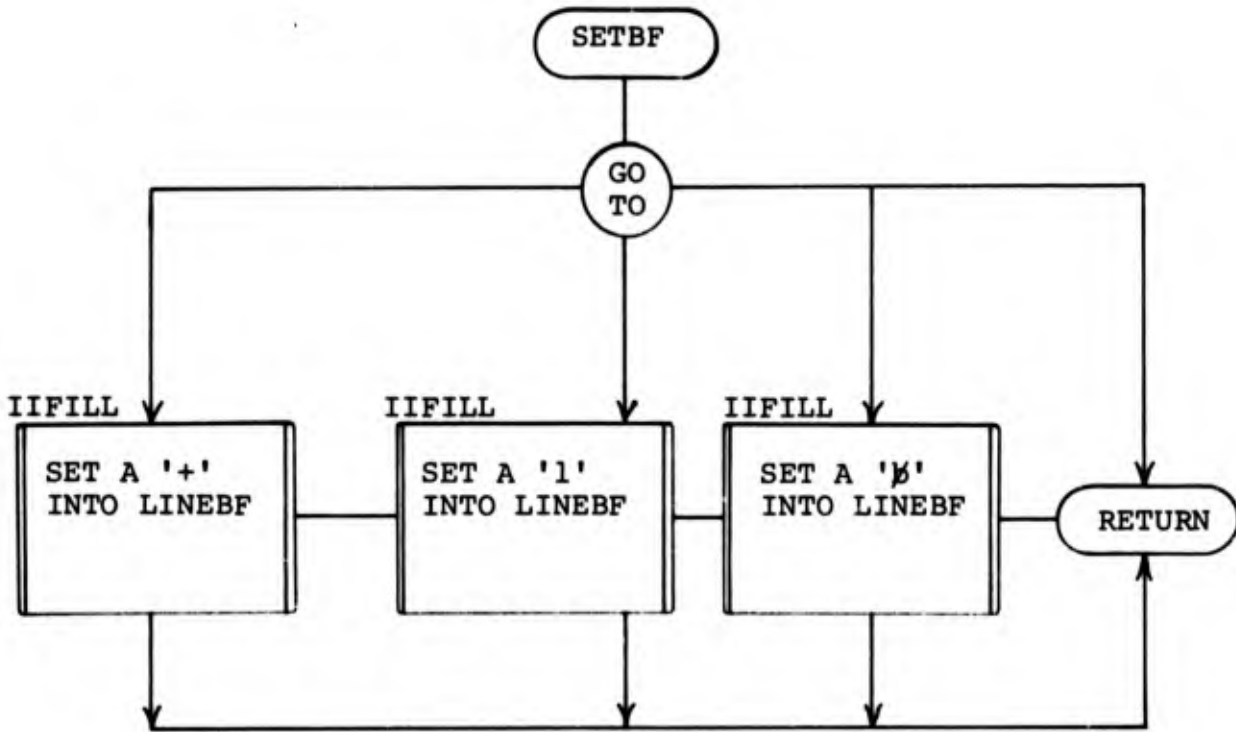 SETBF
GO
TO
IIFILL
IIFILL
IIFILL
SET A '+'
INTO LINEBF
SET A '1'
INTO LINEBF
SET A 'b̸'
INTO LINEBF
RETURN